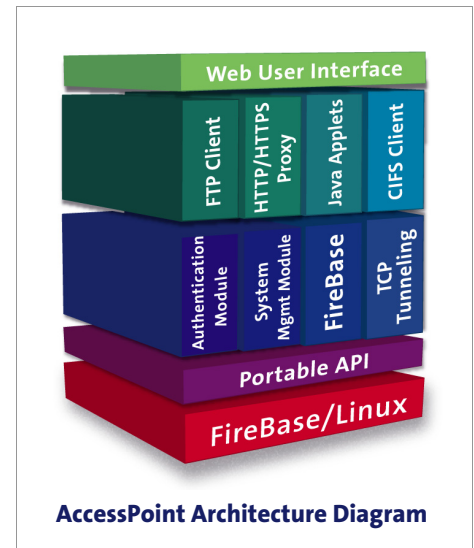 Web User Interface
FTP Client
HTTP/HTTPS
Proxy
Java Applets
CIFS Client
Authentication
Module
System
Mgmt Module
FireBase
TCP
Tunneling
Portable API
FireBase/Linux
AccessPoint Architecture Diagram